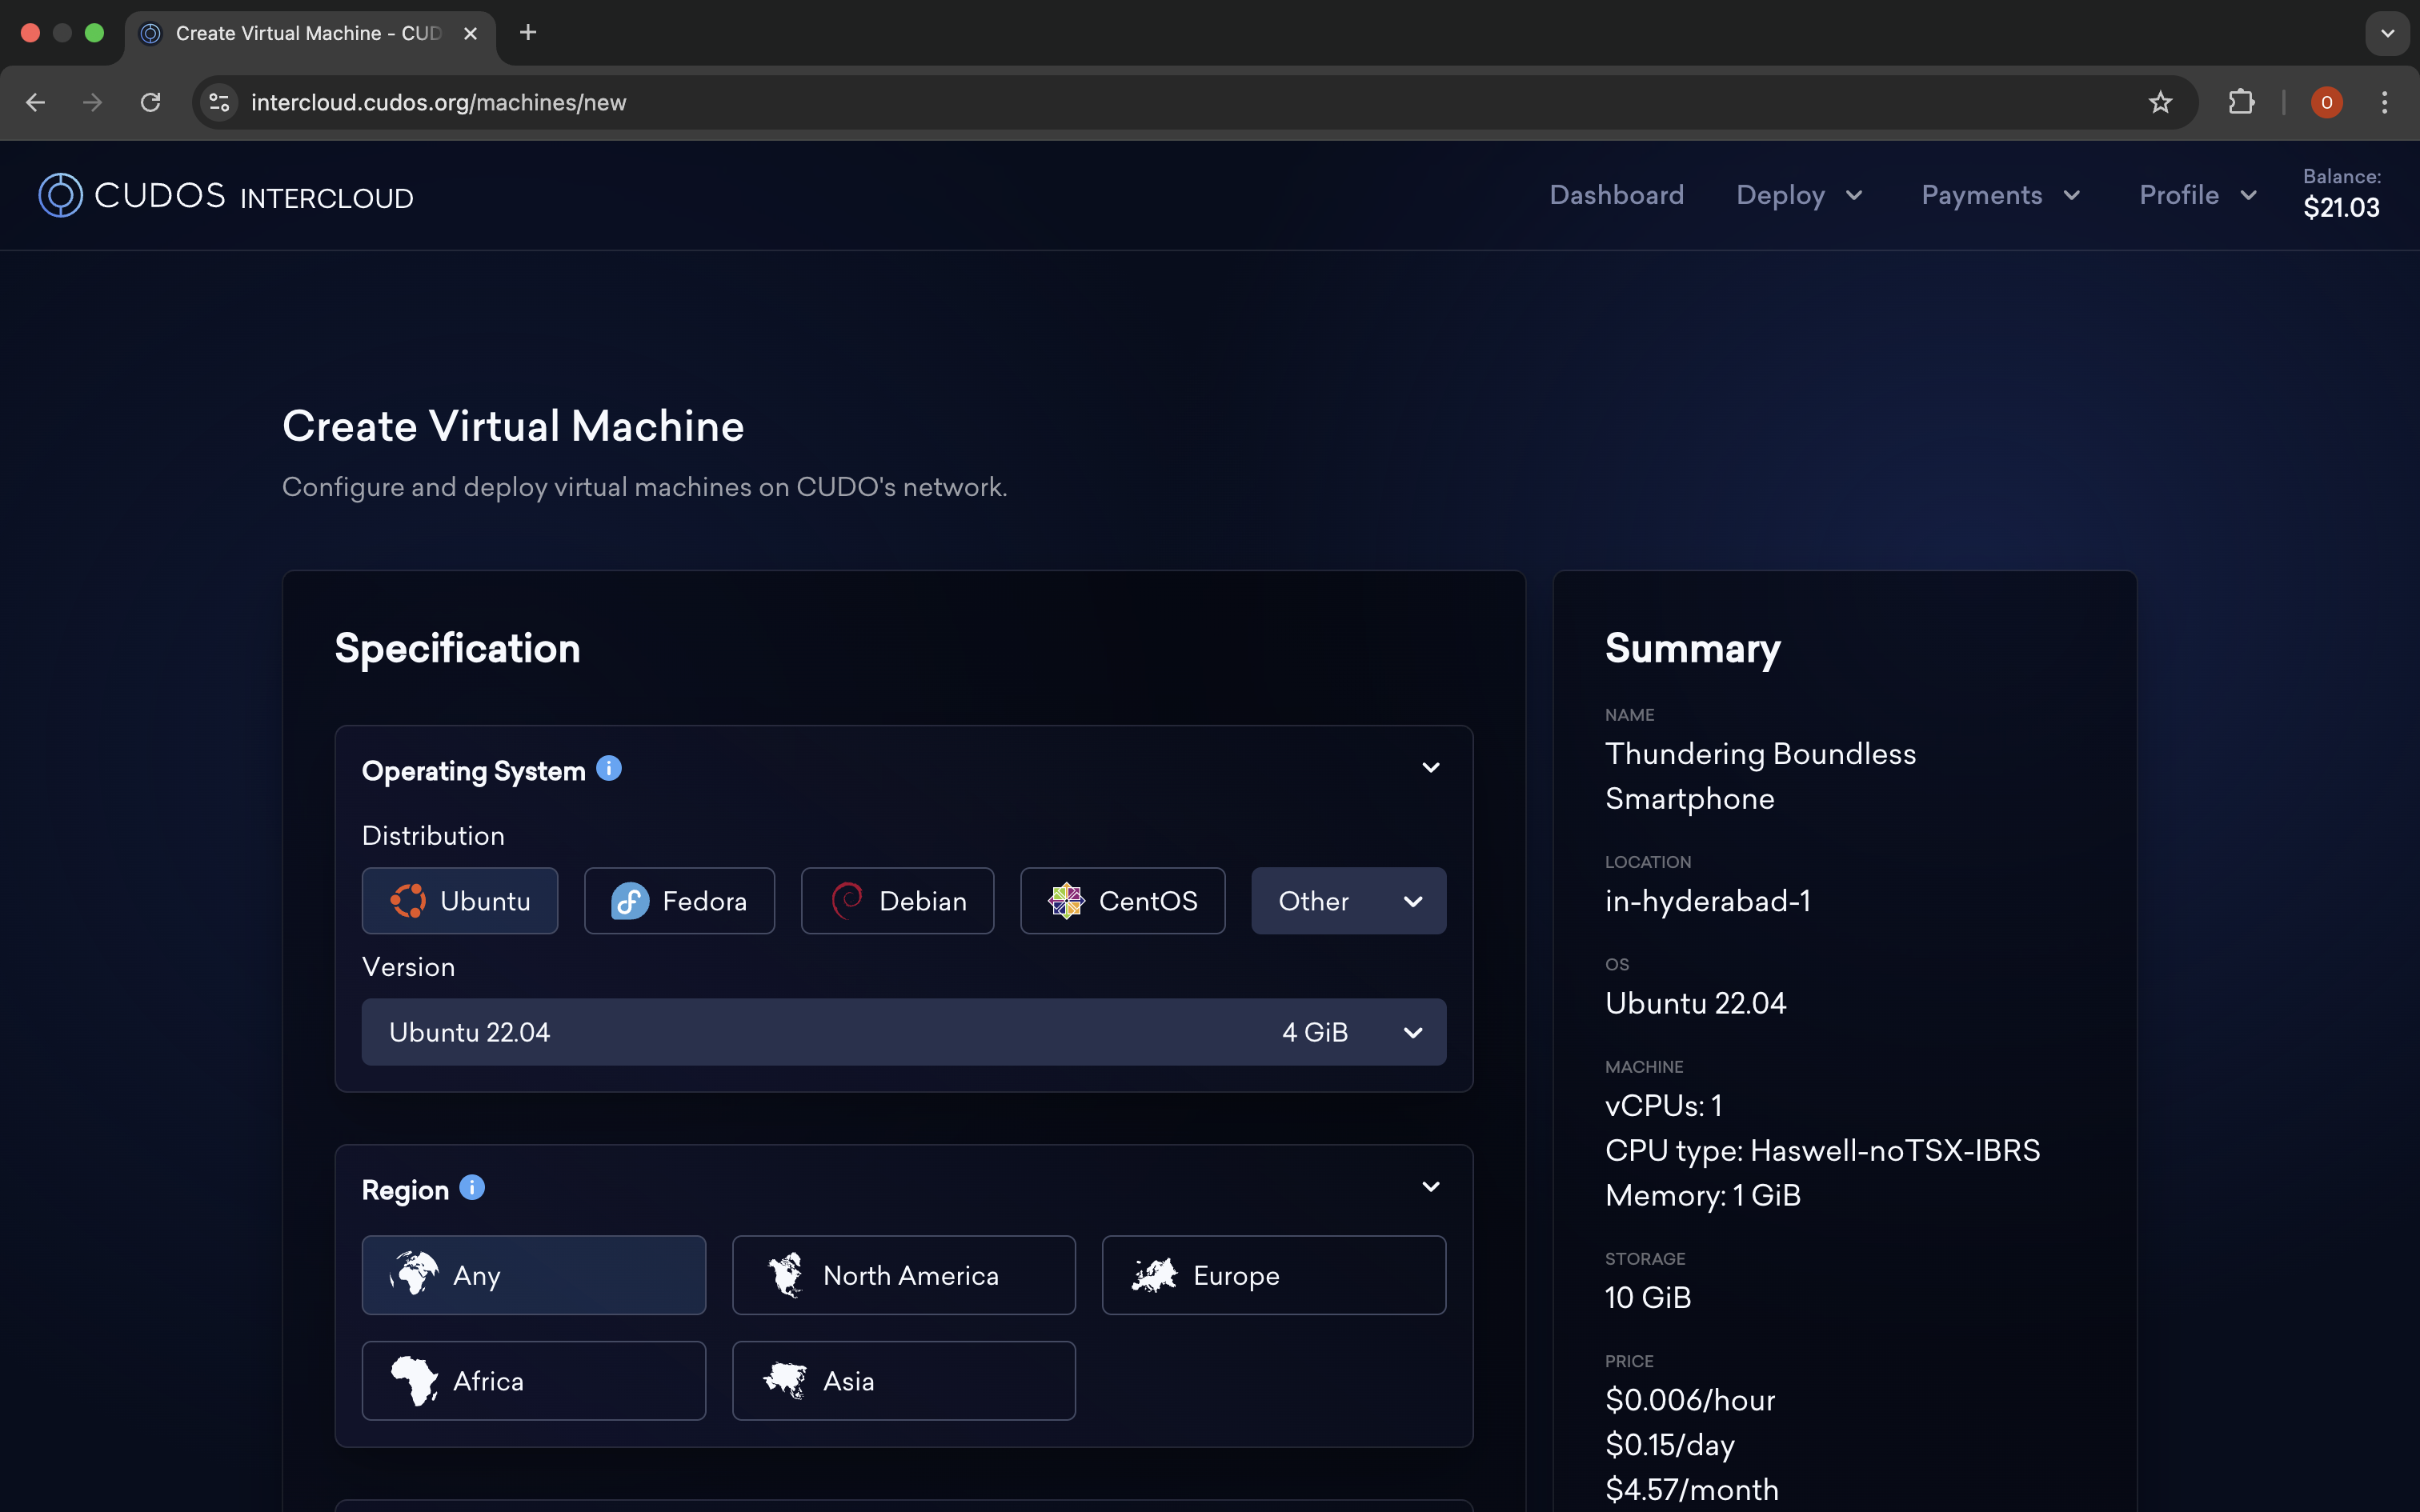 Create Virtual Machine - CUD
intercloud.cudos.org/machines/new
O
CUDOS INTERCLOUD
Dashboard
Deploy
Payments
Profile
Balance:
$21.03
Create Virtual Machine
Configure and deploy virtual machines on CUDO's network.
Specification
Operating System
Distribution
Ubuntu
Fedora
Debian
CentOS
Other
Version
Ubuntu 22.04 4 GiB
Region
Any
North America
Europe
Africa
Asia
Summary
NAME
Thundering Boundless
Smartphone
LOCATION
in-hyderabad-1
OS
Ubuntu 22.04
MACHINE
vCPUs: 1
CPU type: Haswell-noTSX-IBRS
Memory: 1 GiB
STORAGE
10 GiB
PRICE
$0.006/hour
$0.15/day
$4.57/month